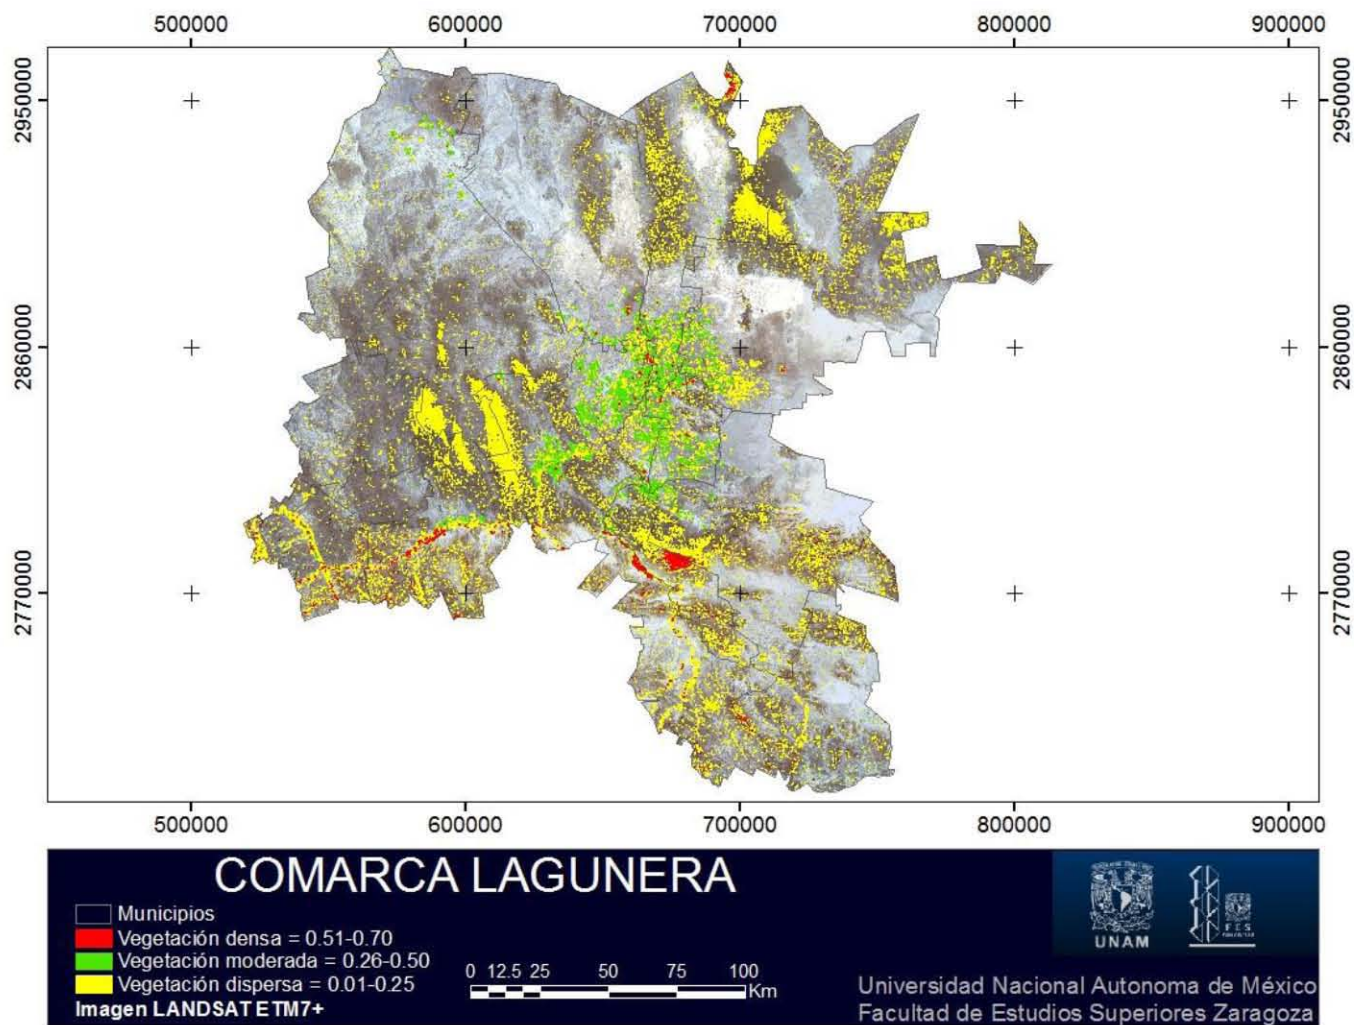 500000 600000 700000 800000 900000
2950000 2950000
2860000 2860000
2770000 2770000
500000 600000 700000 800000 900000
COMARCA LAGUNERA
Municipios
Vegetación densa = 0.51-0.70
Vegetación moderada = 0.26-0.50
Vegetación dispersa = 0.01-0.25
Imagen LANDSAT ETM7+
0 12.5 25 50 75 100
Km
UNAM
FES
Universidad Nacional Autonoma de México
Facultad de Estudios Superiores Zaragoza